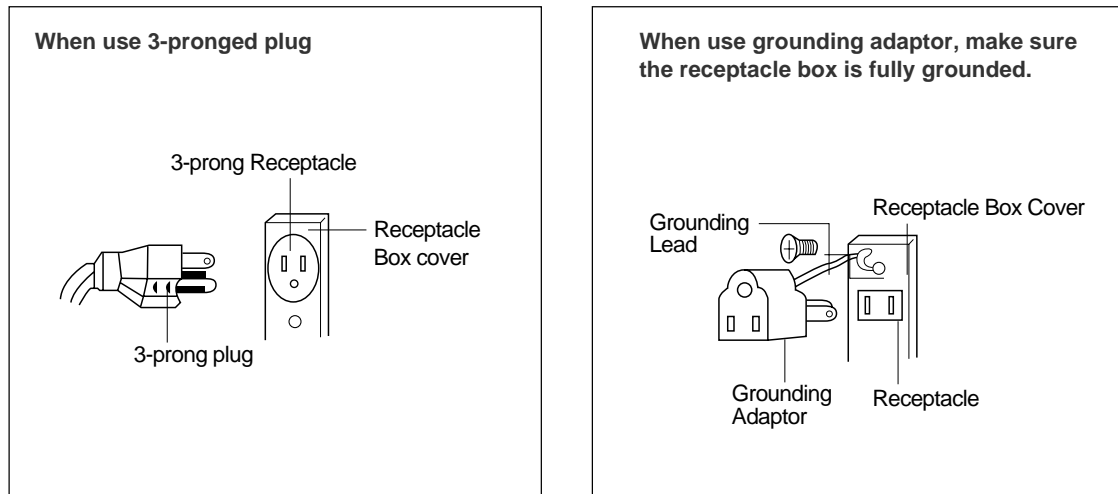 When use 3-pronged plug
3-prong Receptacle
Receptacle
Box cover
3-prong plug
When use grounding adaptor, make sure
the receptacle box is fully grounded.
Grounding
Lead
Receptacle Box Cover
Grounding
Adaptor
Receptacle